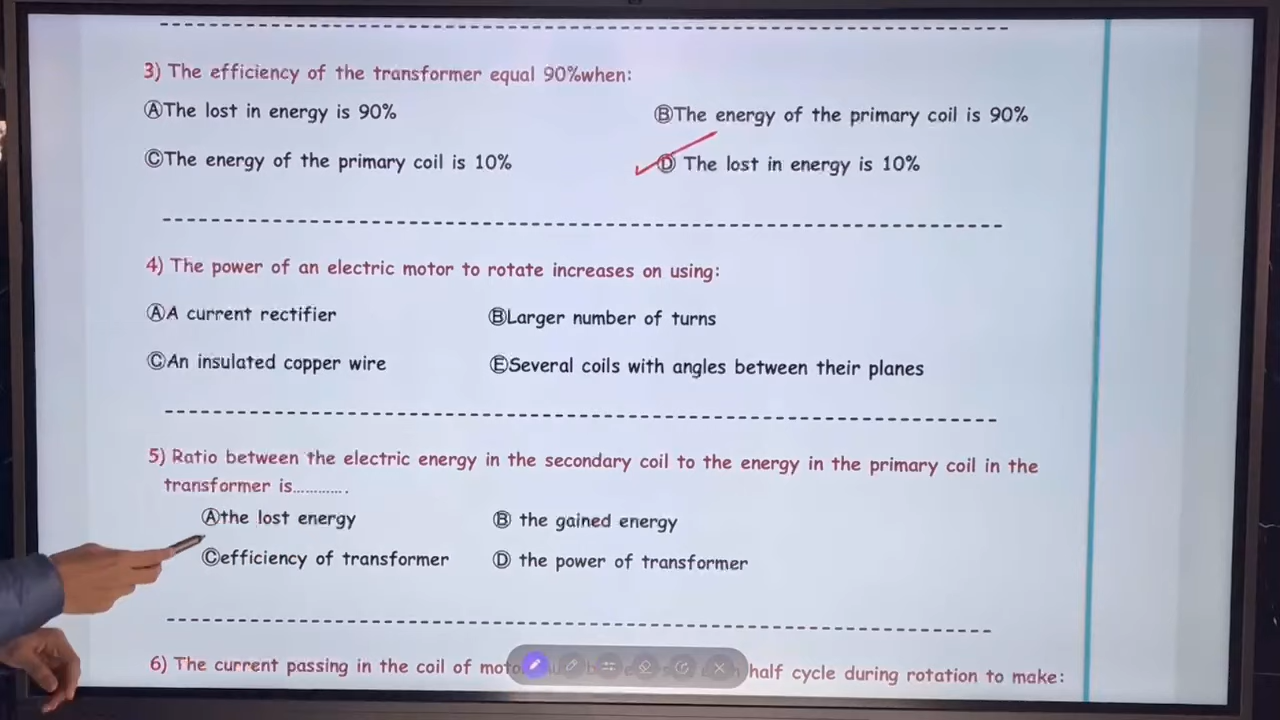 3) The efficiency of the transformer equal 90%when:
ⒶThe lost in energy is 90%
ⒷThe energy of the primary coil is 90%
ⒸThe energy of the primary coil is 10%
Ⓓ The lost in energy is 10%
4) The power of an electric motor to rotate increases on using:
ⒶA current rectifier
ⒷLarger number of turns
ⒸAn insulated copper wire
ⒺSeveral coils with angles between their planes
5) Ratio between the electric energy in the secondary coil to the energy in the primary coil in the
transformer is............
Ⓐthe lost energy
Ⓑ the gained energy
Ⓒefficiency of transformer
Ⓓ the power of transformer
6) The current passing in the coil of half cycle during rotation to make: